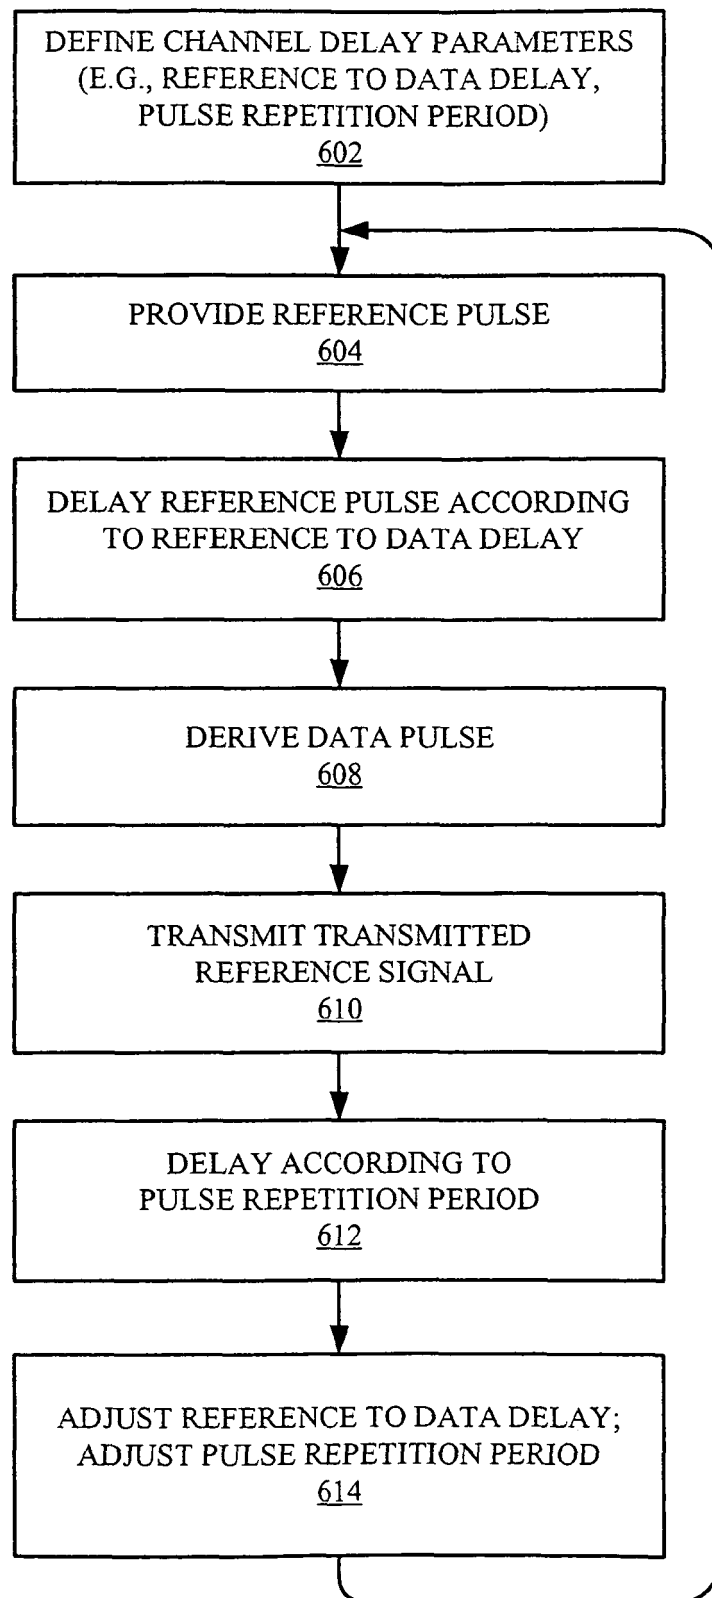 DEFINE CHANNEL DELAY PARAMETERS
(E.G., REFERENCE TO DATA DELAY,
PULSE REPETITION PERIOD)
602
PROVIDE REFERENCE PULSE
604
DELAY REFERENCE PULSE ACCORDING
TO REFERENCE TO DATA DELAY
606
DERIVE DATA PULSE
608
TRANSMIT TRANSMITTED
REFERENCE SIGNAL
610
DELAY ACCORDING TO
PULSE REPETITION PERIOD
612
ADJUST REFERENCE TO DATA DELAY;
ADJUST PULSE REPETITION PERIOD
614